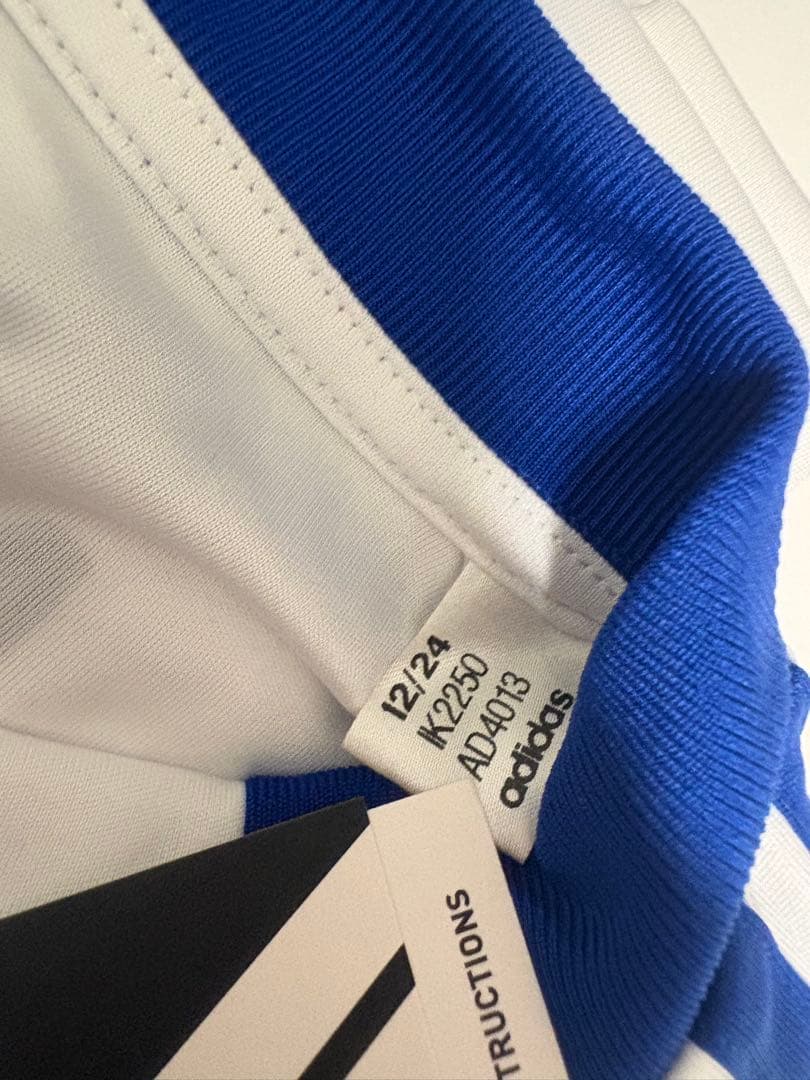 12/24
IK2250
AD4013
adidas
TRUCTIONS